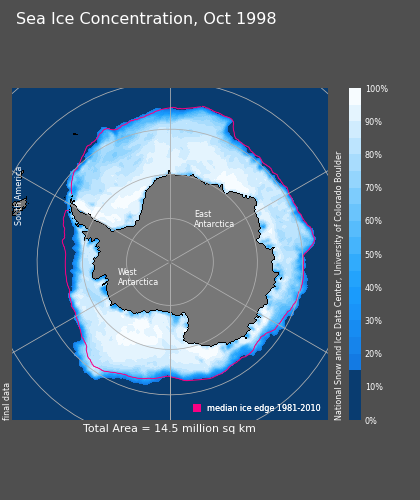 Sea Ice Concentration, Oct 1998
South America
East
Antarctica
West
Antarctica
final data
median ice edge 1981-2010
Total Area = 14.5 million sq km
100%
90%
80%
70%
60%
50%
40%
30%
20%
10%
0%
National Snow and Ice Data Center, University of Colorado Boulder